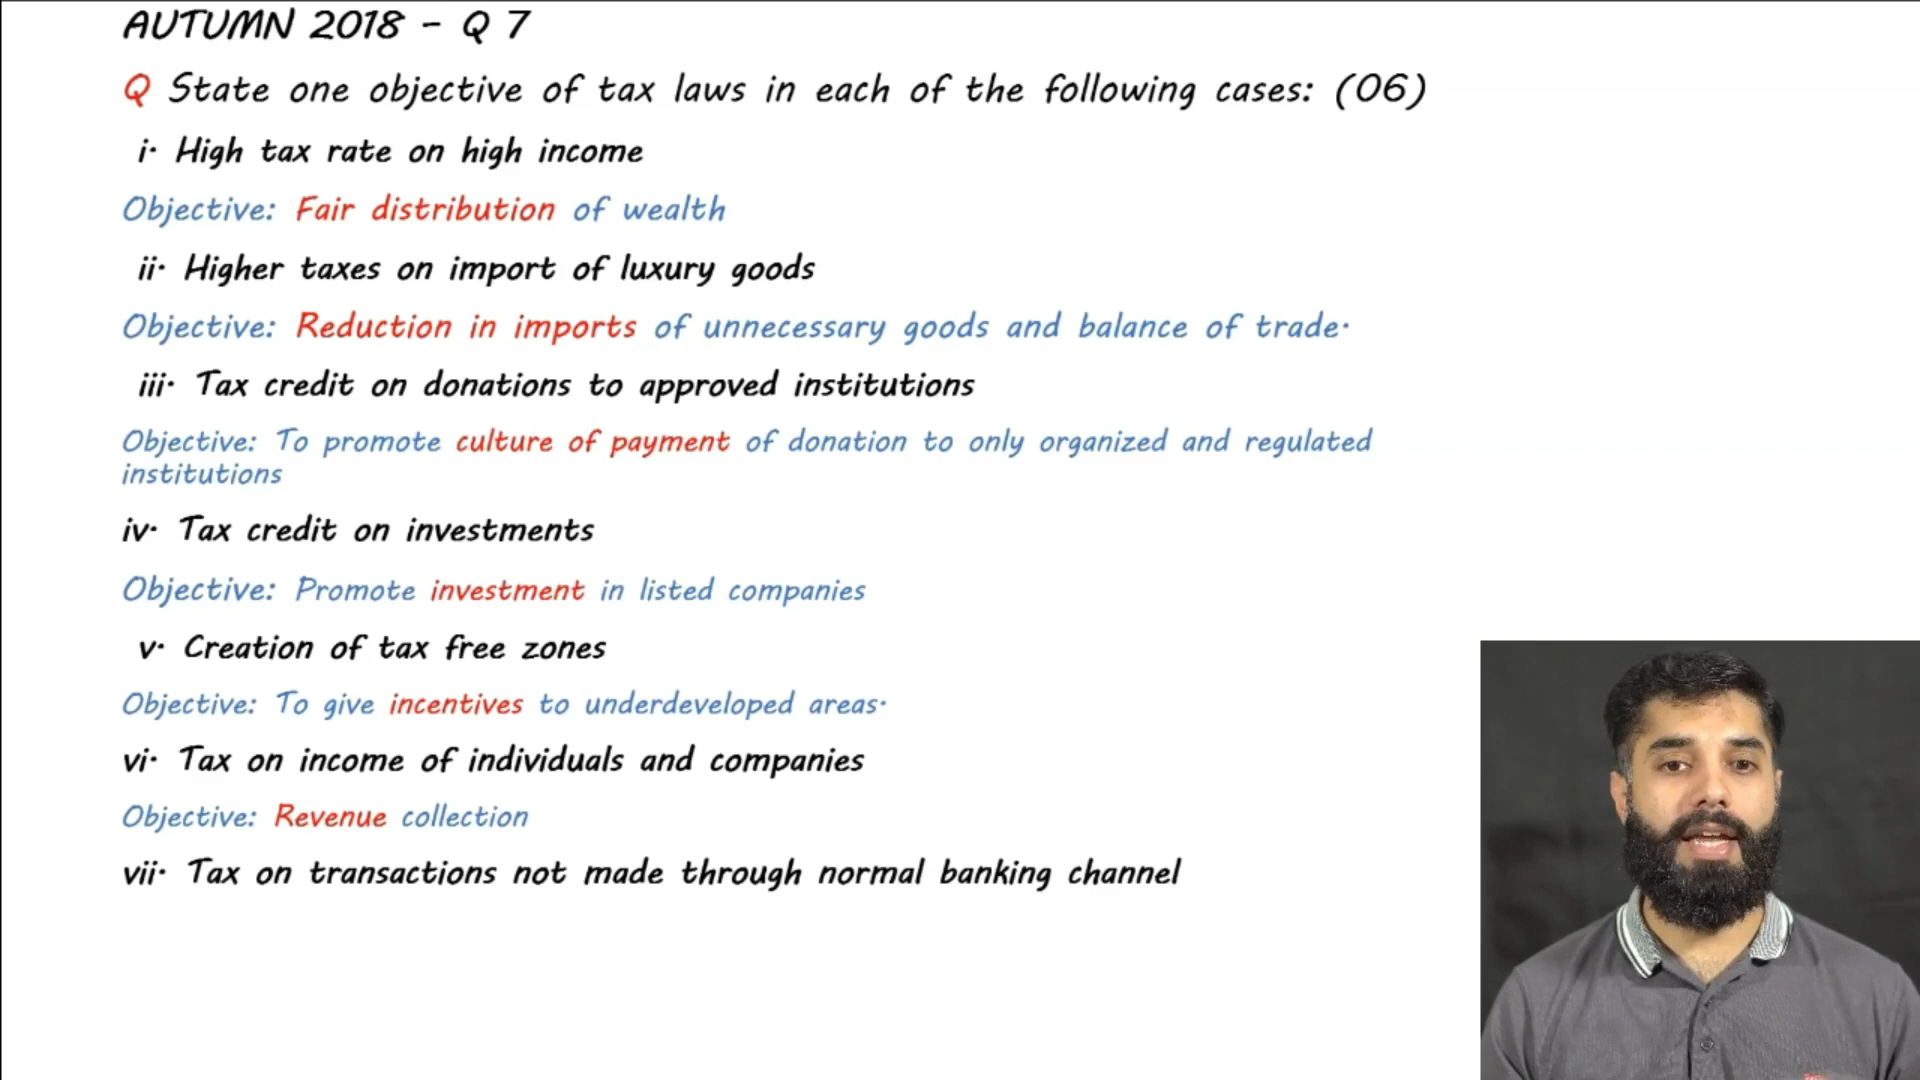 AUTUMN 2018 - Q 7
Q State one objective of tax laws in each of the following cases: (06)
i. High tax rate on high income
Objective: Fair distribution of wealth
ii. Higher taxes on import of luxury goods
Objective: Reduction in imports of unnecessary goods and balance of trade.
iii. Tax credit on donations to approved institutions
Objective: To promote culture of payment of donation to only organized and regulated
institutions
iv. Tax credit on investments
Objective: Promote investment in listed companies
v. Creation of tax free zones
Objective: To give incentives to underdeveloped areas.
vi. Tax on income of individuals and companies
Objective: Revenue collection
vii. Tax on transactions not made through normal banking channel